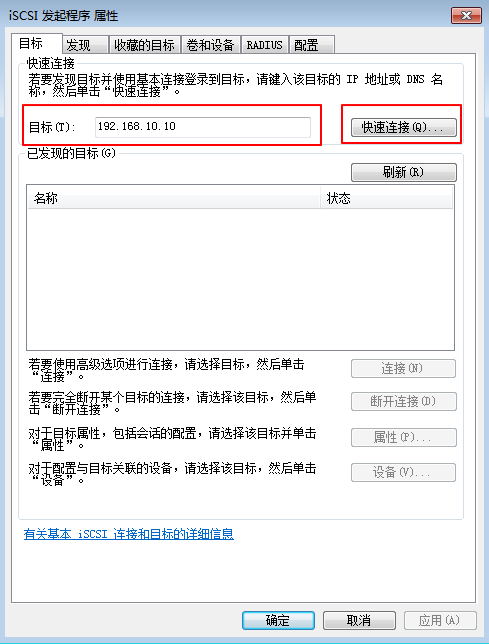 iSCSI 发起程序 属性
目标 发现 收藏的目标 卷和设备 RADIUS 配置
快速连接
若要发现目标并使用基本连接登录到目标，请键入该目标的 IP 地址或 DNS 名
称，然后单击“快速连接”。
目标(T): 192.168.10.10 快速连接(Q)...
已发现的目标(G)
刷新(R)
名称 状态
若要使用高级选项进行连接，请选择目标，然后单击
“连接”。
连接(N)
若要完全断开某个目标的连接，请选择该目标，然后单
击“断开连接”。
断开连接(D)
对于目标属性，包括会话的配置，请选择该目标并单击
“属性”。
属性(P)...
对于配置与目标关联的设备，请选择该目标，然后单击
“设备”。
设备(V)...
有关基本 iSCSI 连接和目标的详细信息
确定 取消 应用(A)